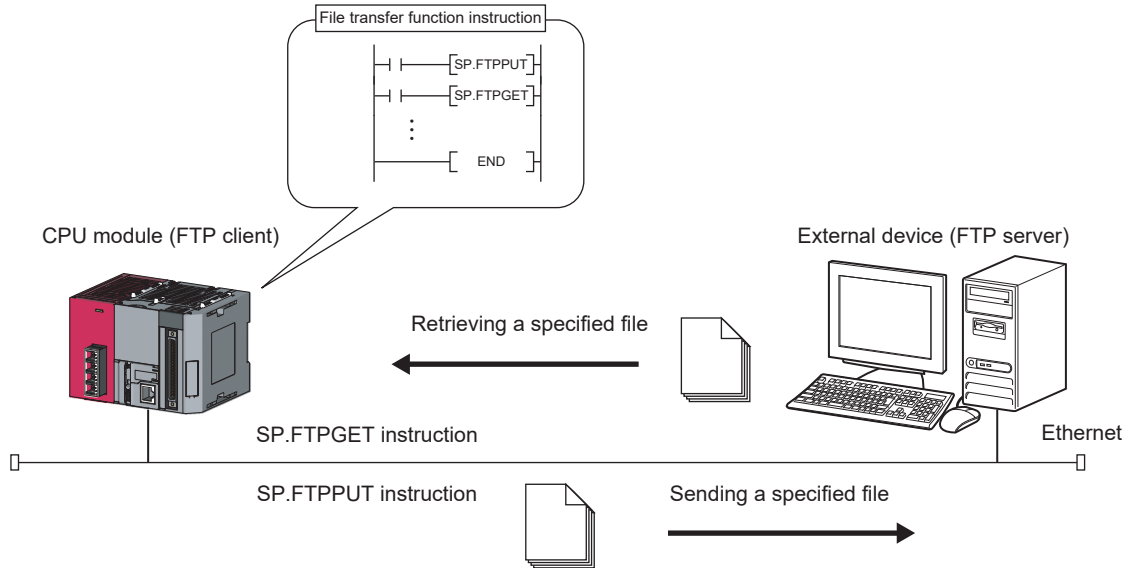 File transfer function instruction
SP.FTPPUT
SP.FTPGET
END
CPU module (FTP client)
External device (FTP server)
Retrieving a specified file
SP.FTPGET instruction
Ethernet
SP.FTPPUT instruction
Sending a specified file